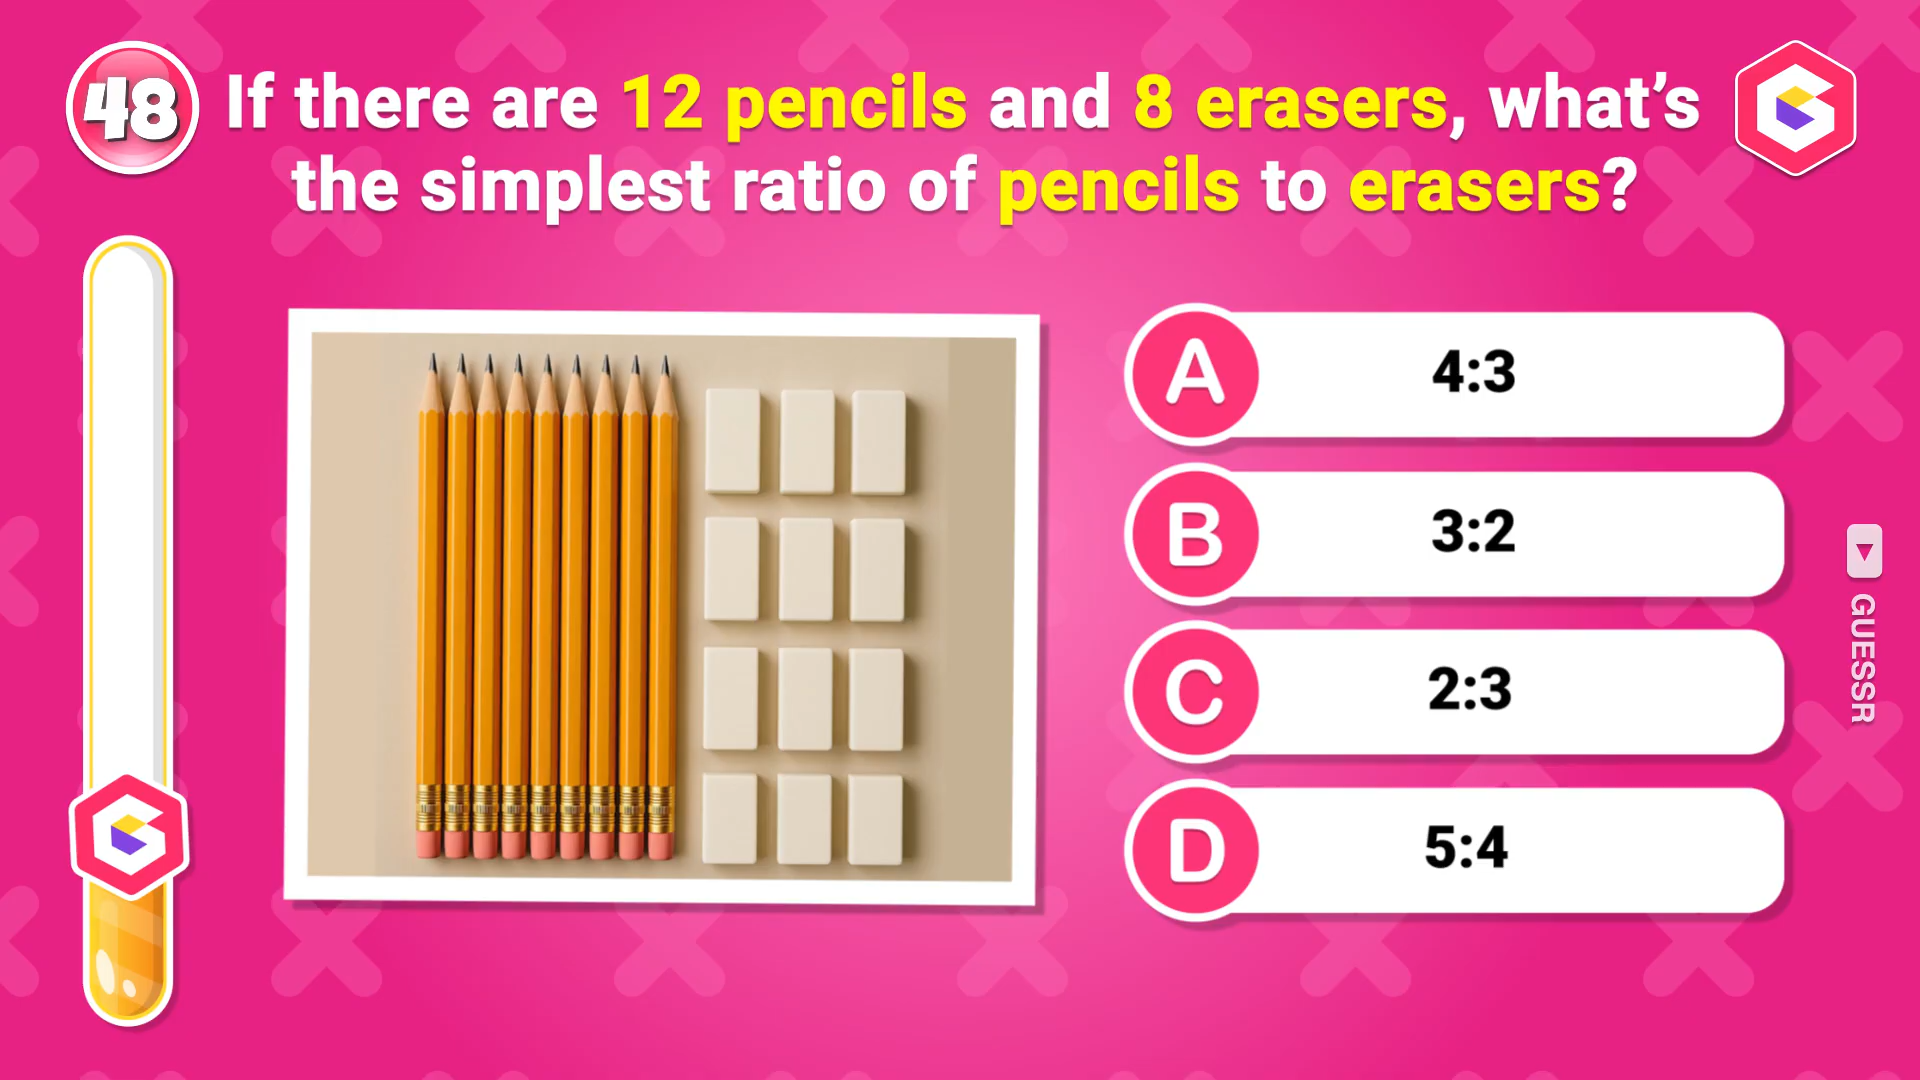 48
If there are 12 pencils and 8 erasers, what’s
the simplest ratio of pencils to erasers?
A
4:3
B
3:2
C
2:3
D
5:4
GUESSR